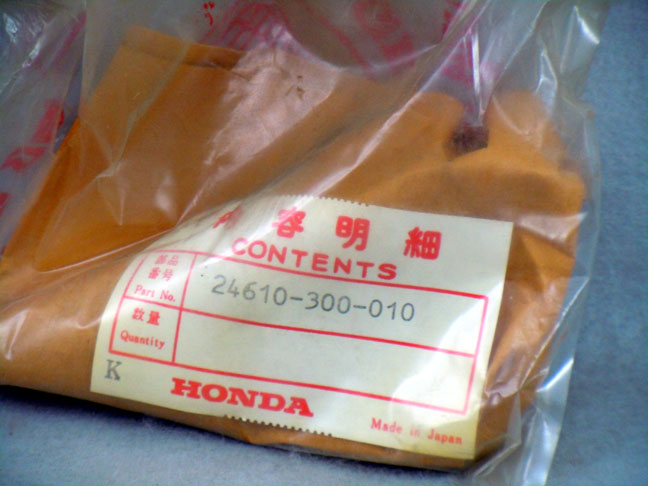 内容明細
CONTENTS
部品
番号
Part No.
24610-300-010
数量
Quantity
K
HONDA
Made in Japan